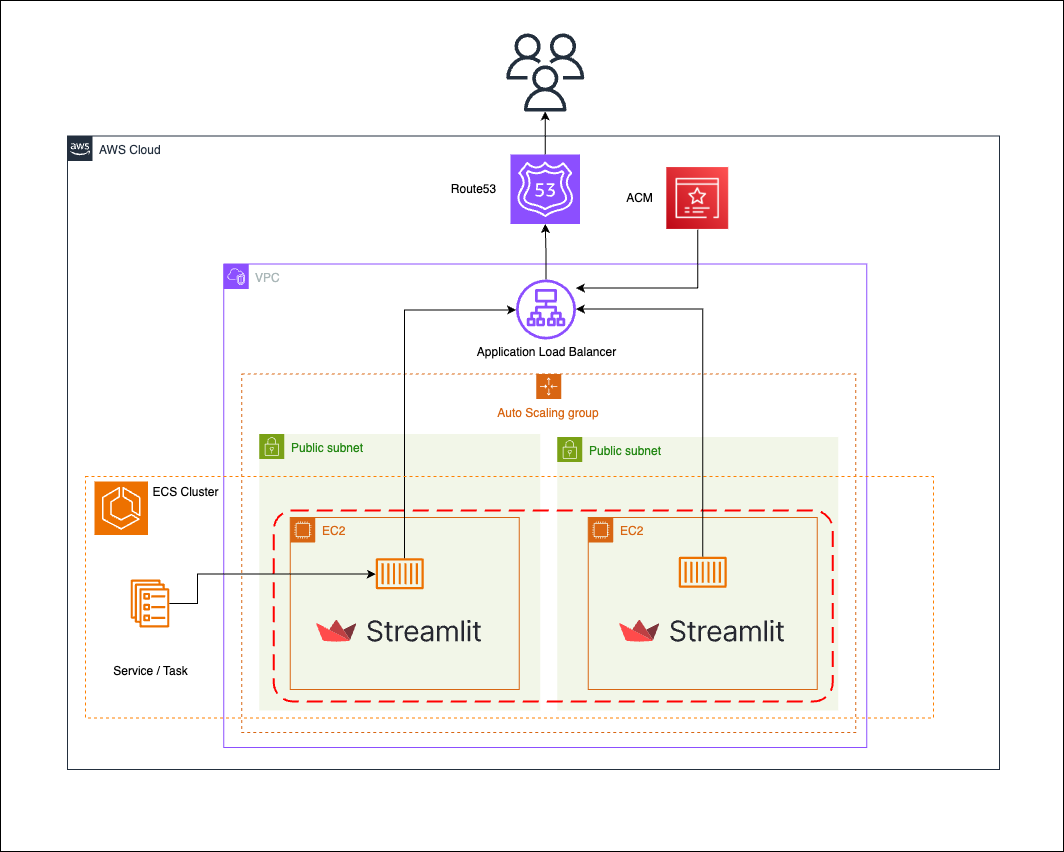 aws
AWS Cloud
Route53
53
ACM
VPC
Application Load Balancer
Auto Scaling group
Public subnet
Public subnet
ECS Cluster
EC2
EC2
Streamlit
Streamlit
Service / Task